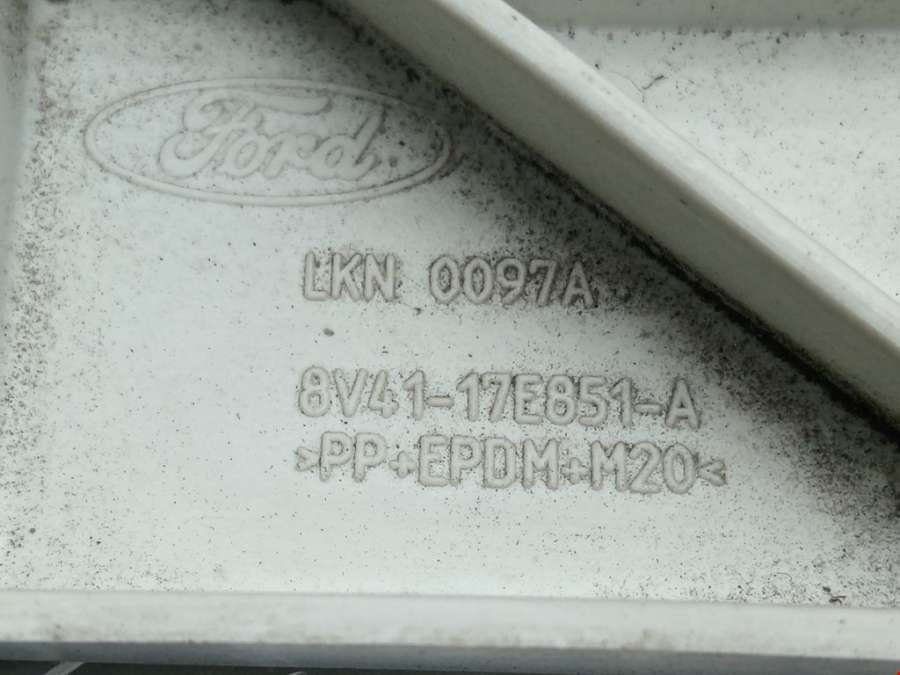 Ford
LKN 0097A
8V41-17E851-A
>PP+EPDM+M20<